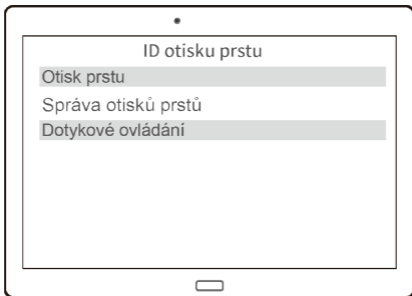 ID otisku prstu
Otisk prstu
Správa otisků prstů
Dotykové ovládání